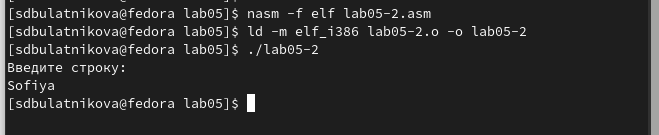 [sdbulatnikova@fedora lab05]$ nasm -f elf lab05-2.asm
[sdbulatnikova@fedora lab05]$ ld -m elf_i386 lab05-2.o -o lab05-2
[sdbulatnikova@fedora lab05]$ ./lab05-2
Введите строку:
Sofiya
[sdbulatnikova@fedora lab05]$